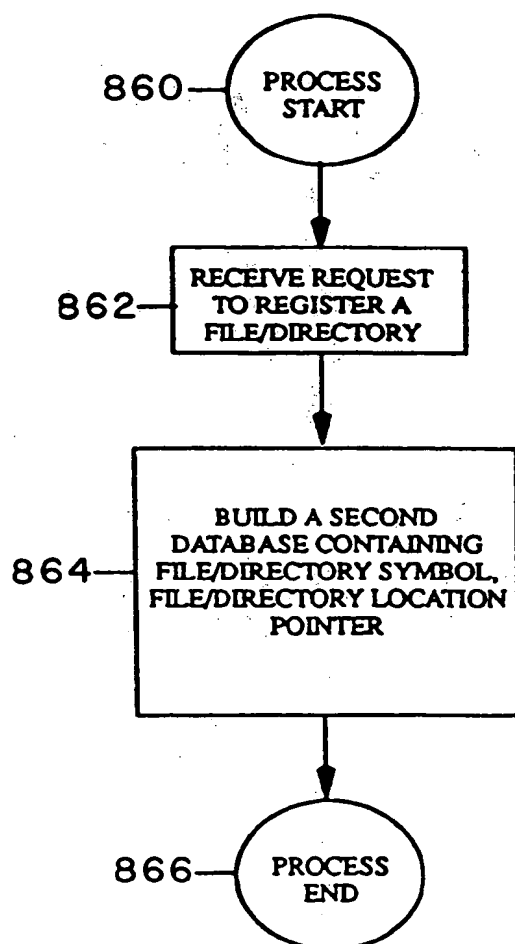 860
PROCESS
START
862
RECEIVE REQUEST
TO REGISTER A
FILE/DIRECTORY
864
BUILD A SECOND
DATABASE CONTAINING
FILE/DIRECTORY SYMBOL,
FILE/DIRECTORY LOCATION
POINTER
866
PROCESS
END